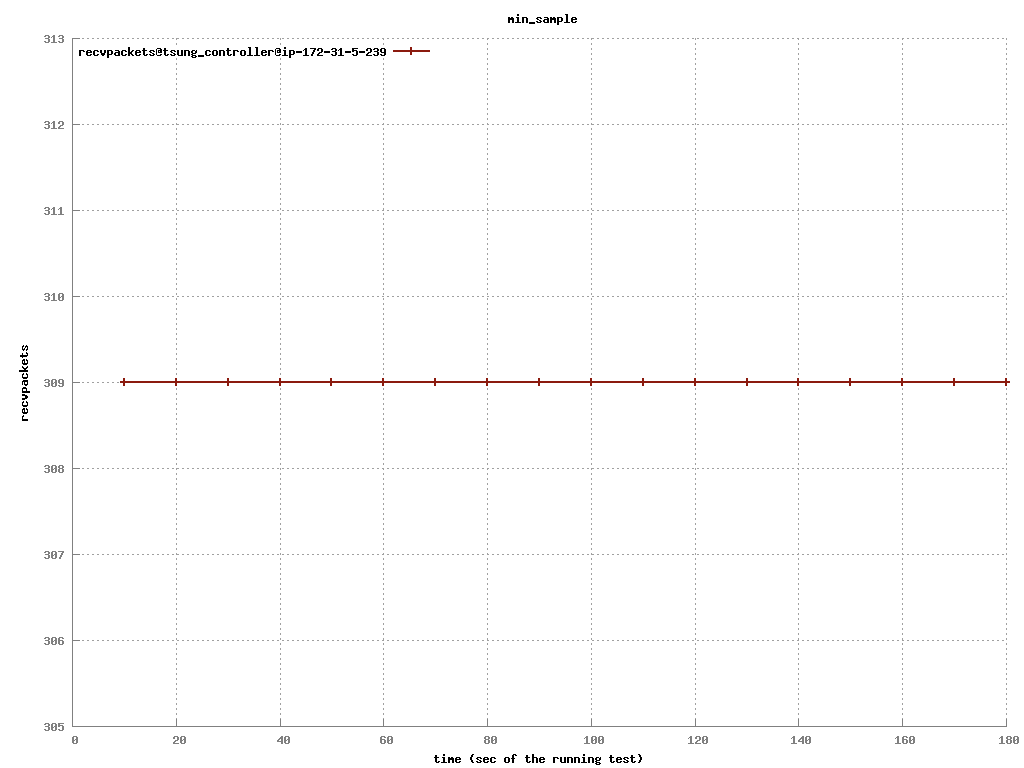 min_sample
recvpackets@tsung_controller@ip-172-31-5-239
313
312
311
310
309
308
307
306
305
recvpackets
0 20 40 60 80 100 120 140 160 180
time (sec of the running test)